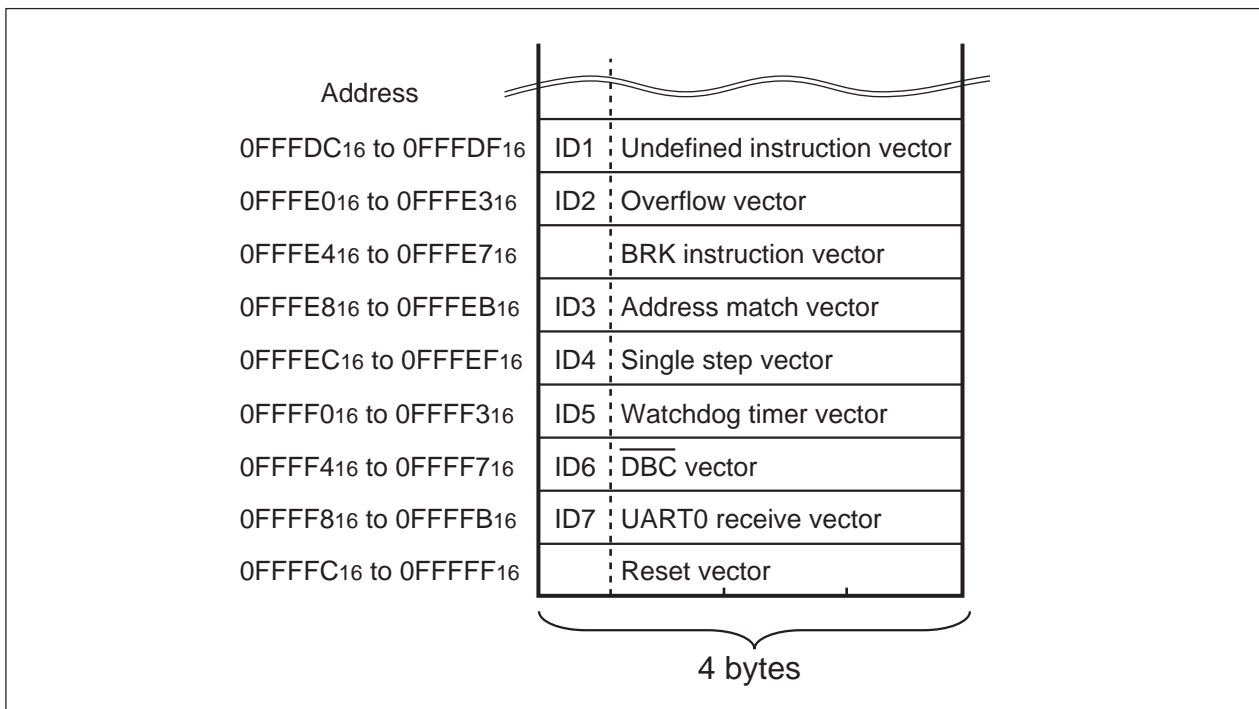 Address
0FFFDC16 to 0FFFDF16 ID1 Undefined instruction vector
0FFFE016 to 0FFFE316 ID2 Overflow vector
0FFFE416 to 0FFFE716 BRK instruction vector
0FFFE816 to 0FFFEB16 ID3 Address match vector
0FFFEC16 to 0FFFEF16 ID4 Single step vector
0FFFF016 to 0FFFF316 ID5 Watchdog timer vector
0FFFF416 to 0FFFF716 ID6 D̅B̅C̅ vector
0FFFF816 to 0FFFFB16 ID7 UART0 receive vector
0FFFFC16 to 0FFFFF16 Reset vector
4 bytes